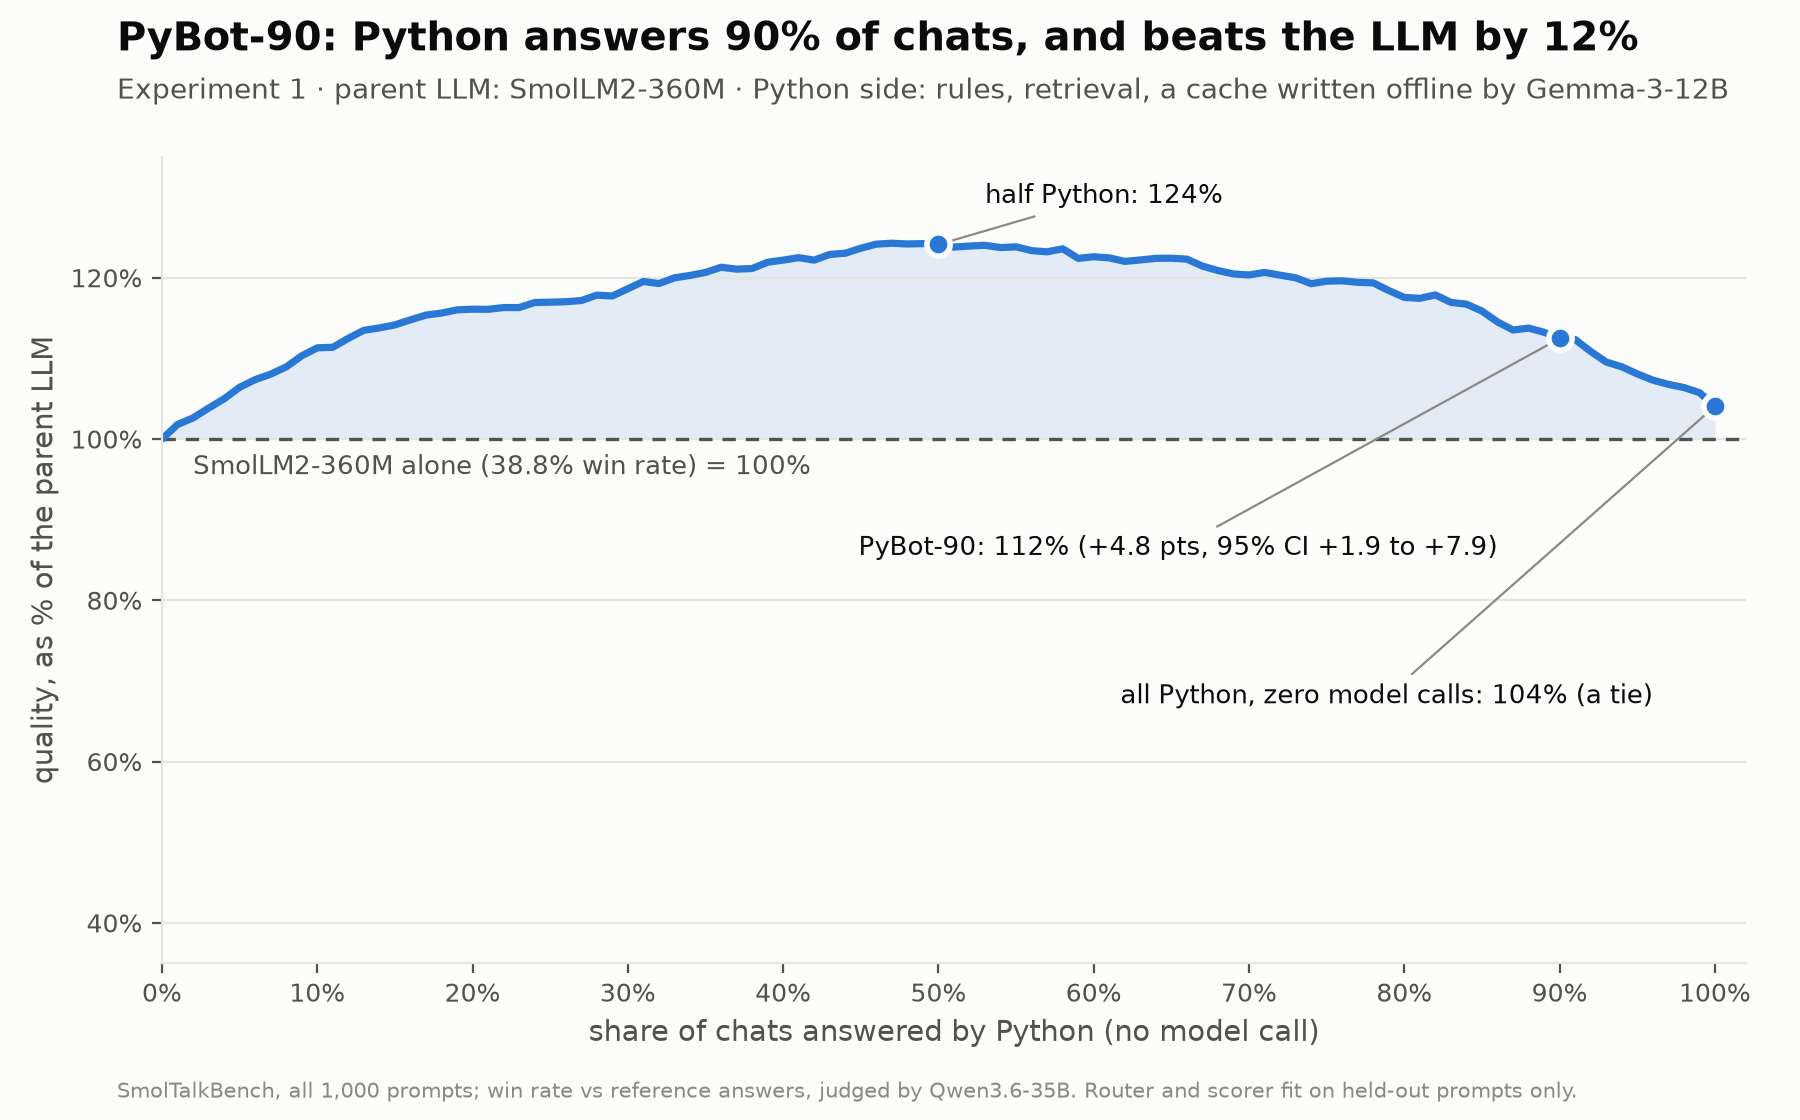 PyBot-90: Python answers 90% of chats, and beats the LLM by 12%
Experiment 1 · parent LLM: SmolLM2-360M · Python side: rules, retrieval, a cache written offline by Gemma-3-12B
half Python: 124%
120%
100%
SmolLM2-360M alone (38.8% win rate) = 100%
PyBot-90: 112% (+4.8 pts, 95% CI +1.9 to +7.9)
80%
all Python, zero model calls: 104% (a tie)
60%
40%
quality, as % of the parent LLM
0% 10% 20% 30% 40% 50% 60% 70% 80% 90% 100%
share of chats answered by Python (no model call)
SmolTalkBench, all 1,000 prompts; win rate vs reference answers, judged by Qwen3.6-35B. Router and scorer fit on held-out prompts only.